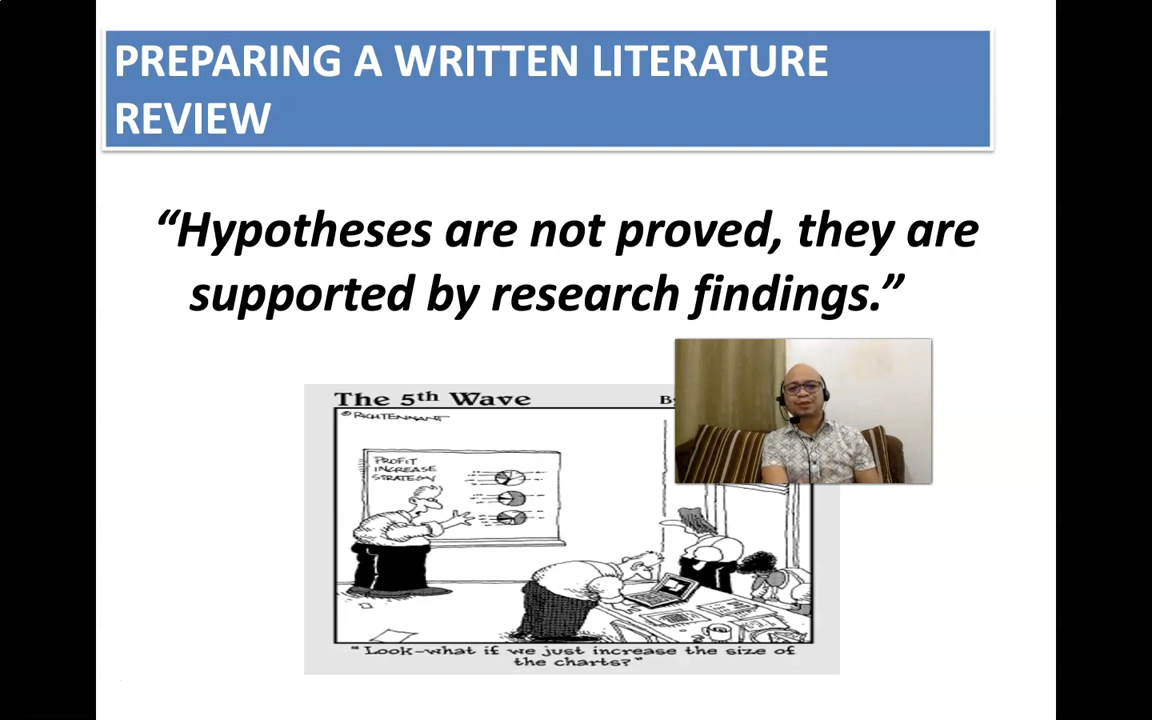 PREPARING A WRITTEN LITERATURE
REVIEW
“Hypotheses are not proved, they are
supported by research findings.”
The 5th Wave
©RICHTENNANT
PROFIT
INCREASE
STRATEGY
“Look–what if we just increase the size of
the charts?”